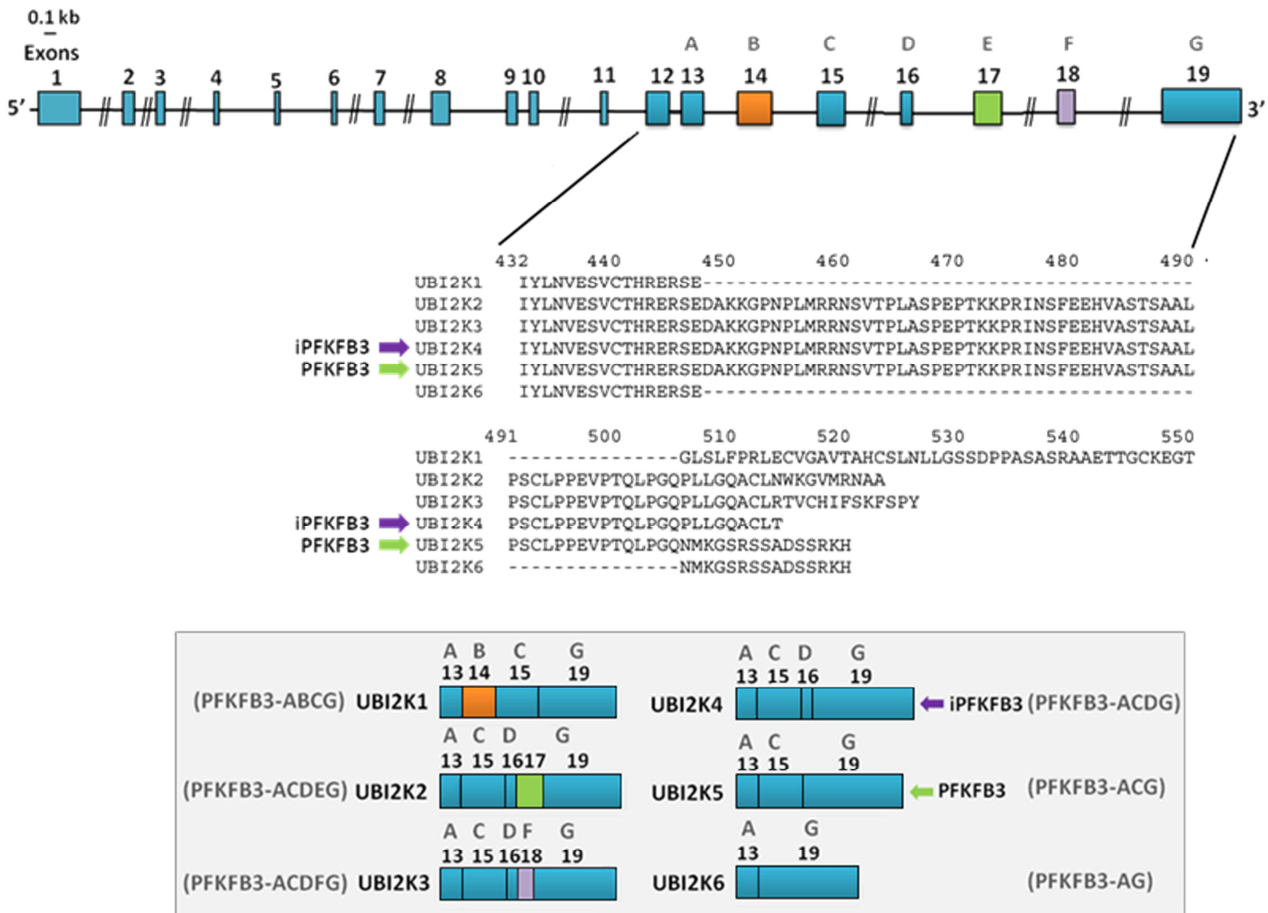 0.1 kb
Exons
A B C D E F G
1 2 3 4 5 6 7 8 9 10 11 12 13 14 15 16 17 18 19
5’ 3’
432 440 450 460 470 480 490
UBI2K1 IYLNVESVCTHRERSE-------------------------------------------
UBI2K2 IYLNVESVCTHRERSEDAKKGPNPLMRRNSVTPLASPEPTKKPRINSFEEHVASTSAAL
UBI2K3 IYLNVESVCTHRERSEDAKKGPNPLMRRNSVTPLASPEPTKKPRINSFEEHVASTSAAL
iPFKFB3 UBI2K4 IYLNVESVCTHRERSEDAKKGPNPLMRRNSVTPLASPEPTKKPRINSFEEHVASTSAAL
PFKFB3 UBI2K5 IYLNVESVCTHRERSEDAKKGPNPLMRRNSVTPLASPEPTKKPRINSFEEHVASTSAAL
UBI2K6 IYLNVESVCTHRERSE-------------------------------------------
491 500 510 520 530 540 550
UBI2K1 ---------------GLSLFPRLECVGAVTAHCSLNLLGSSDPPASASRAAETTGCKEGT
UBI2K2 PSCLPPEVPTQLPGQPLLGQACLNWKGVMRNAA
UBI2K3 PSCLPPEVPTQLPGQPLLGQACLRTVCHIFSKFSPY
iPFKFB3 UBI2K4 PSCLPPEVPTQLPGQPLLGQACLT
PFKFB3 UBI2K5 PSCLPPEVPTQLPGQNMKGSRSSADSSRKH
UBI2K6 ---------------NMKGSRSSADSSRKH
A B C G
13 14 15 19
(PFKFB3-ABCG) UBI2K1
A C D G
13 15 16 19
UBI2K4 iPFKFB3 (PFKFB3-ACDG)
A C D G
13 15 16 17 19
(PFKFB3-ACDEG) UBI2K2
A C G
13 15 19
UBI2K5 PFKFB3 (PFKFB3-ACG)
A C D F G
13 15 16 18 19
(PFKFB3-ACDFG) UBI2K3
A G
13 19
UBI2K6 (PFKFB3-AG)